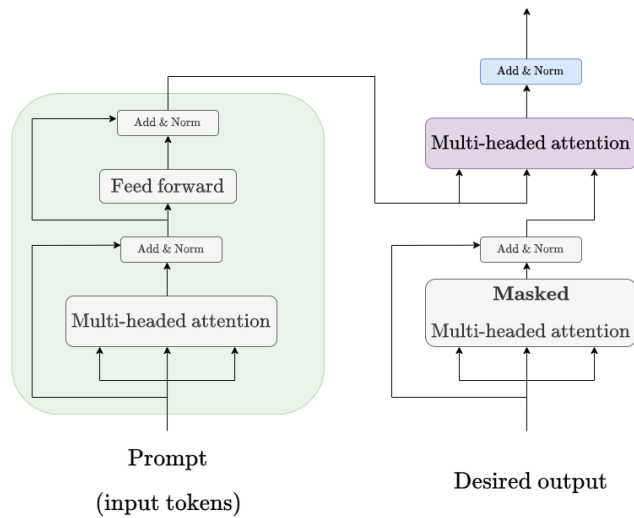 Add & Norm
Feed forward
Add & Norm
Multi-headed attention
Prompt
(input tokens)
Add & Norm
Multi-headed attention
Add & Norm
Masked
Multi-headed attention
Desired output